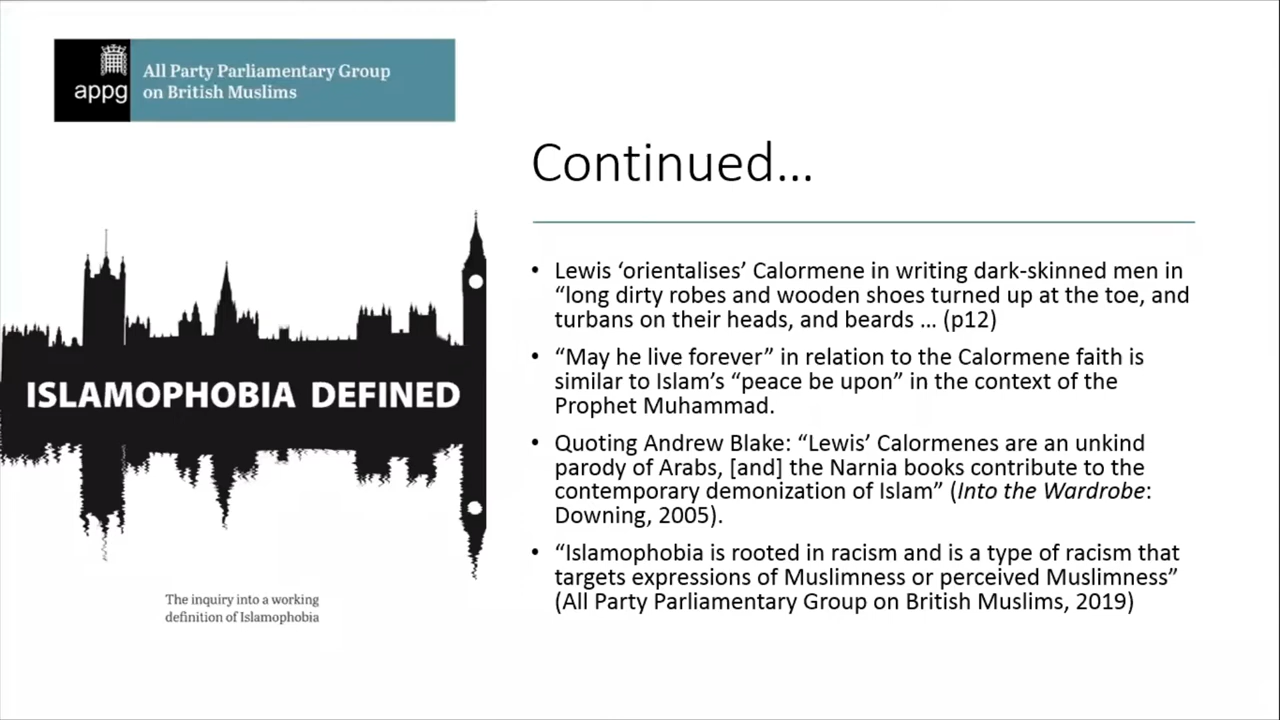 appg
All Party Parliamentary Group
on British Muslims
ISLAMOPHOBIA DEFINED
The inquiry into a working
definition of Islamophobia
Continued...
• Lewis ‘orientalises’ Calormene in writing dark-skinned men in
“long dirty robes and wooden shoes turned up at the toe, and
turbans on their heads, and beards … (p12)
• “May he live forever” in relation to the Calormene faith is
similar to Islam’s “peace be upon” in the context of the
Prophet Muhammad.
• Quoting Andrew Blake: “Lewis’ Calormenes are an unkind
parody of Arabs, [and] the Narnia books contribute to the
contemporary demonization of Islam” (Into the Wardrobe:
Downing, 2005).
• “Islamophobia is rooted in racism and is a type of racism that
targets expressions of Muslimness or perceived Muslimness”
(All Party Parliamentary Group on British Muslims, 2019)